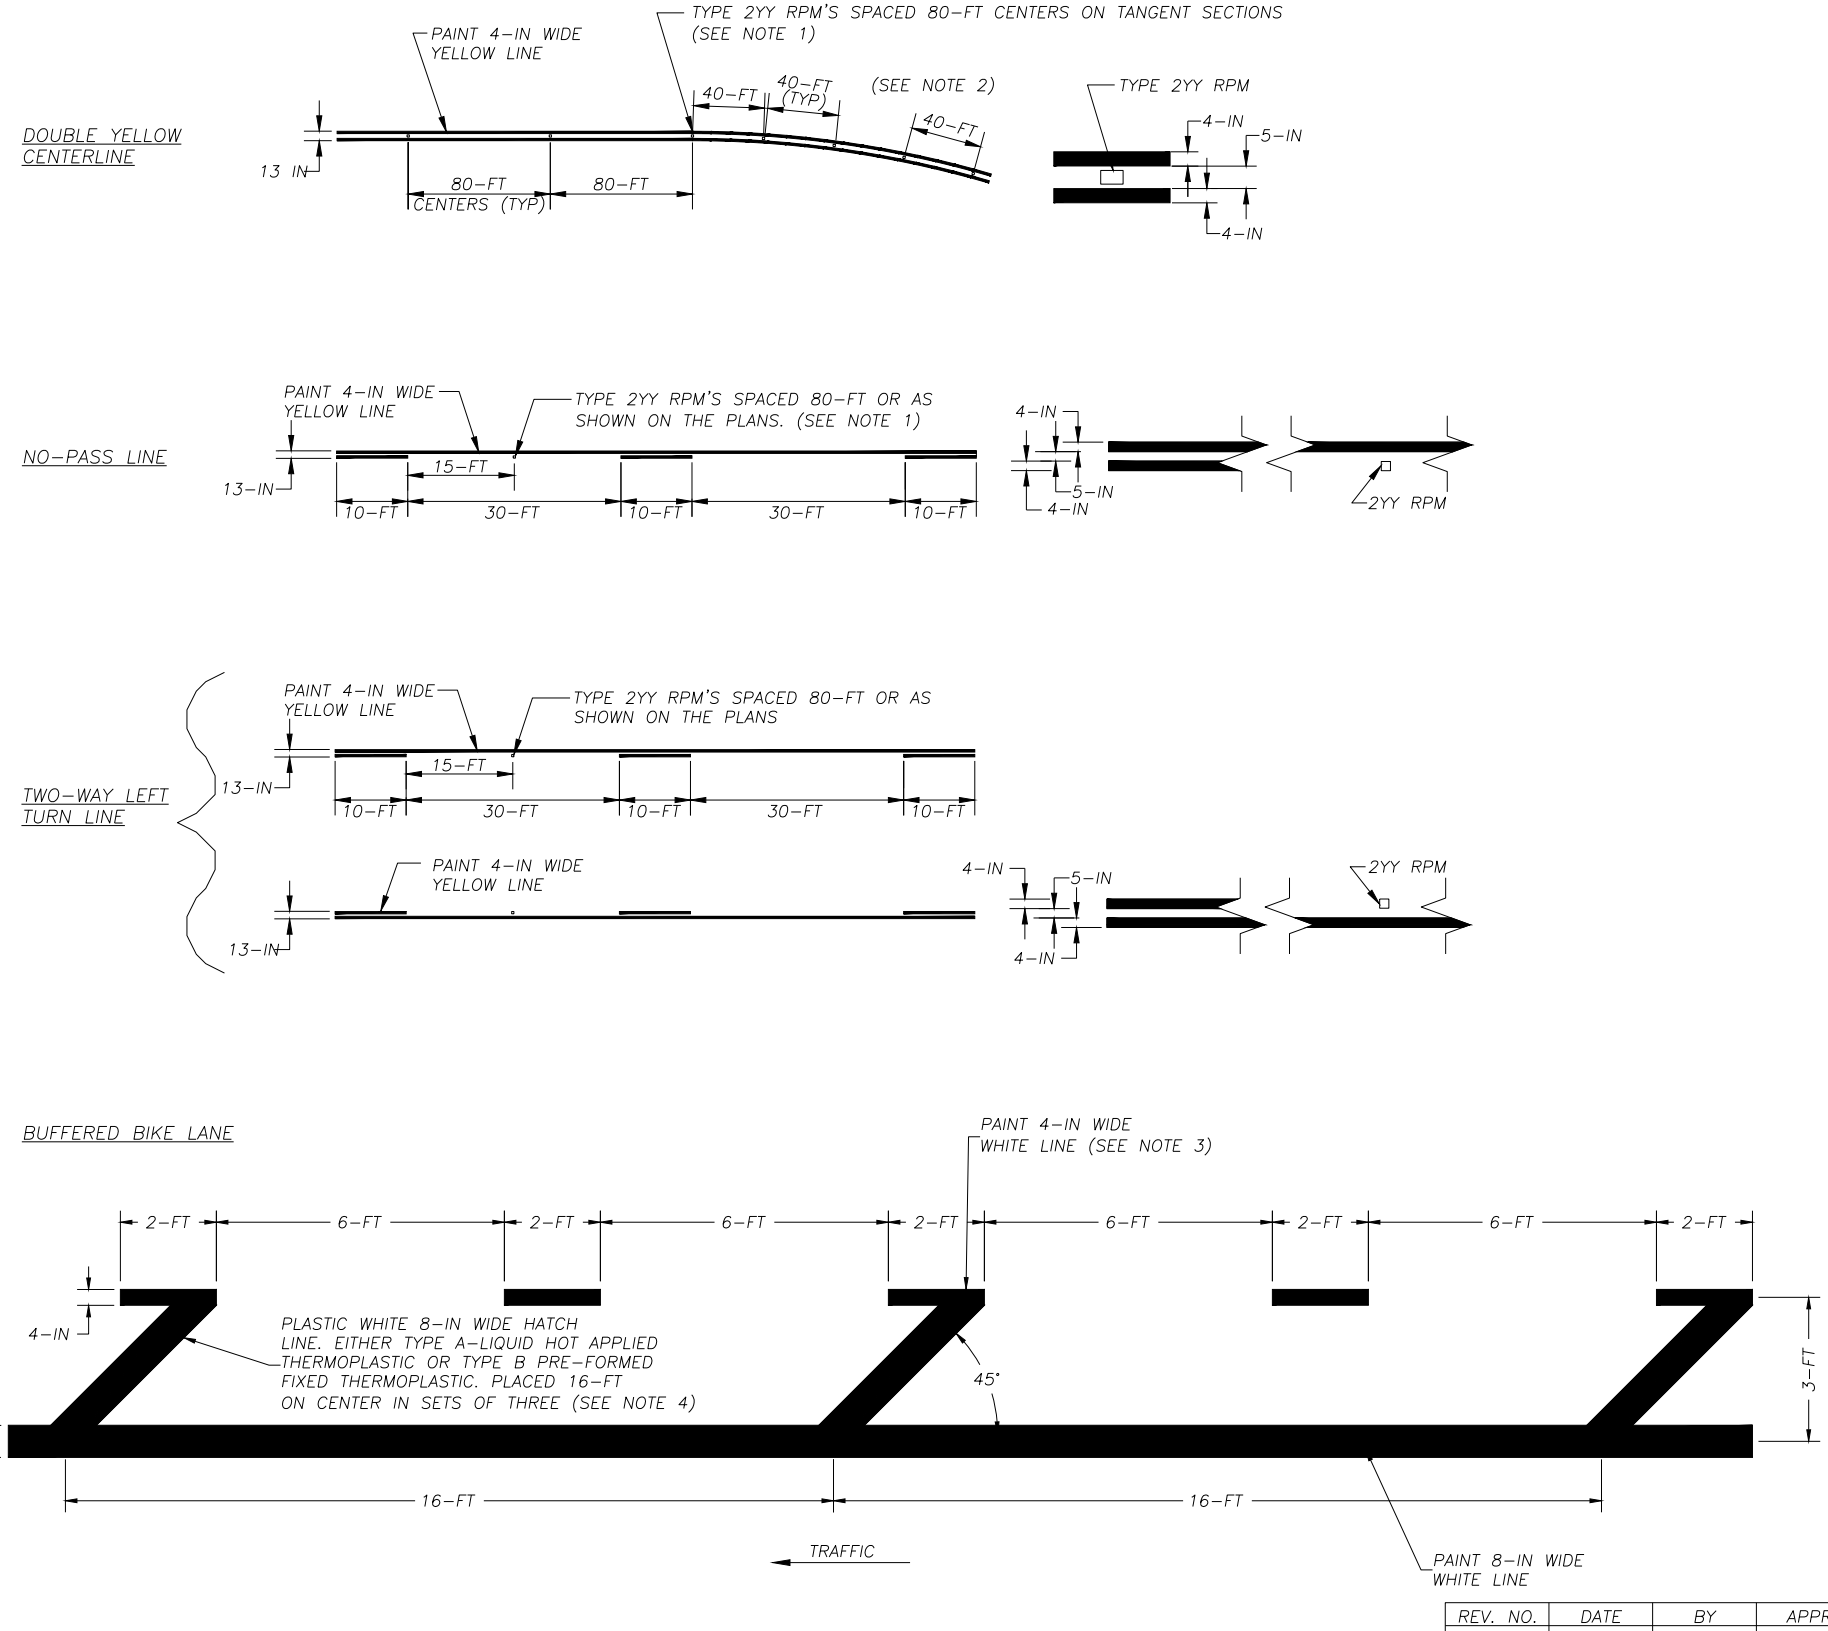 TYPE 2YY RPM'S SPACED 80-FT CENTERS ON TANGENT SECTIONS
(SEE NOTE 1)
PAINT 4-IN WIDE
YELLOW LINE
40-FT
40-FT
(TYP)
(SEE NOTE 2)
40-FT
TYPE 2YY RPM
4-IN
5-IN
4-IN
DOUBLE YELLOW
CENTERLINE
13 IN
80-FT
CENTERS (TYP)
80-FT
PAINT 4-IN WIDE
YELLOW LINE
TYPE 2YY RPM'S SPACED 80-FT OR AS
SHOWN ON THE PLANS. (SEE NOTE 1)
NO-PASS LINE
13-IN
15-FT
10-FT
30-FT
10-FT
30-FT
10-FT
4-IN
5-IN
4-IN
2YY RPM
PAINT 4-IN WIDE
YELLOW LINE
TYPE 2YY RPM'S SPACED 80-FT OR AS
SHOWN ON THE PLANS
TWO-WAY LEFT
TURN LINE
13-IN
15-FT
10-FT
30-FT
10-FT
30-FT
10-FT
PAINT 4-IN WIDE
YELLOW LINE
13-IN
4-IN
5-IN
4-IN
2YY RPM
BUFFERED BIKE LANE
PAINT 4-IN WIDE
WHITE LINE (SEE NOTE 3)
2-FT
6-FT
2-FT
6-FT
2-FT
6-FT
2-FT
6-FT
2-FT
4-IN
PLASTIC WHITE 8-IN WIDE HATCH
LINE. EITHER TYPE A-LIQUID HOT APPLIED
THERMOPLASTIC OR TYPE B PRE-FORMED
FIXED THERMOPLASTIC. PLACED 16-FT
ON CENTER IN SETS OF THREE (SEE NOTE 4)
45°
3-FT
16-FT
16-FT
TRAFFIC
PAINT 8-IN WIDE
WHITE LINE
REV. NO. DATE BY APPR